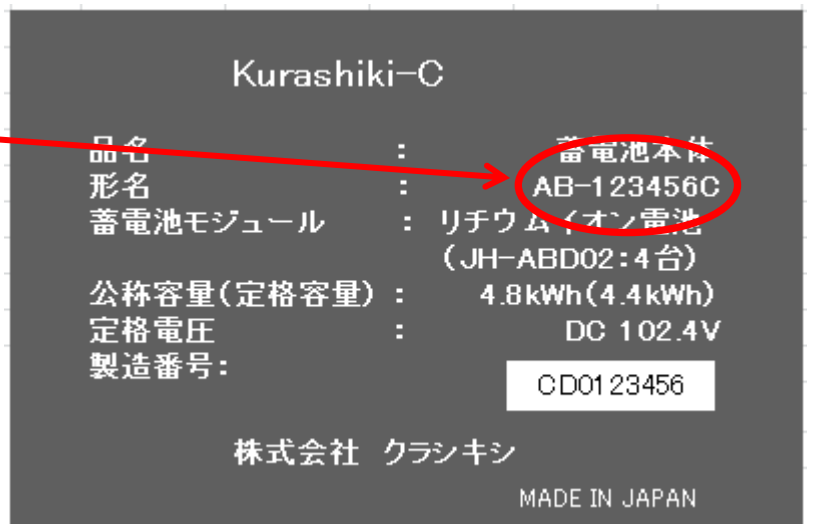 Kurashiki-C
品名 : 蓄電池本体
形名 : AB-123456C
蓄電池モジュール : リチウムイオン電池
(JH-ABD02:4台)
公称容量(定格容量) : 4.8kWh(4.4kWh)
定格電圧 : DC 102.4V
製造番号: CD0123456
株式会社 クラシキシ
MADE IN JAPAN